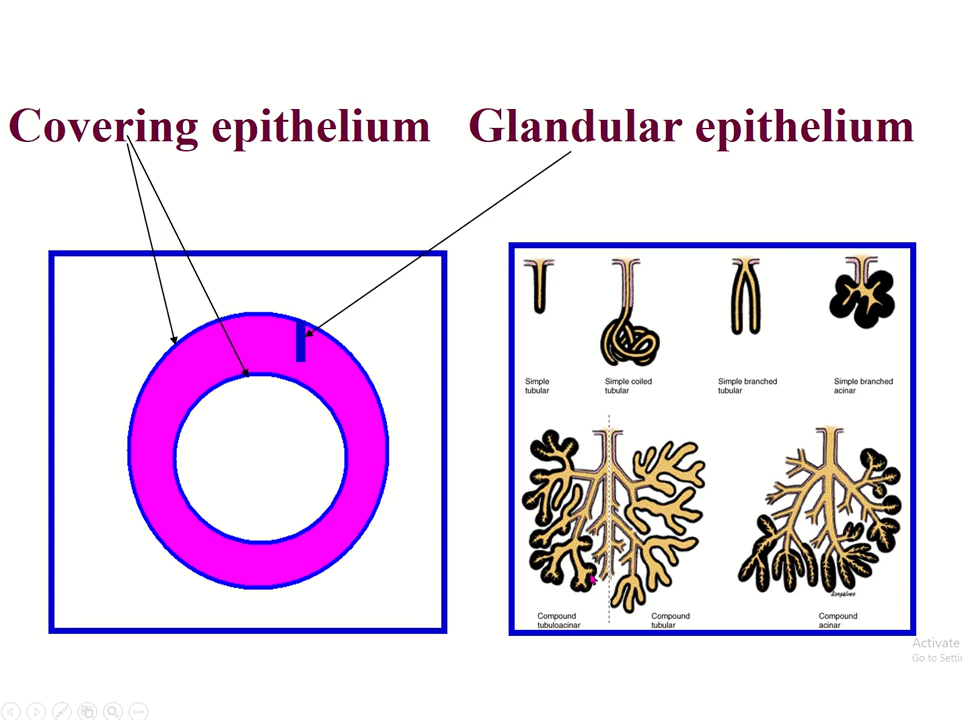 Covering epithelium Glandular epithelium
Simple
tubular
Simple coiled
tubular
Simple branched
tubular
Simple branched
acinar
Compound
tubuloacinar
Compound
tubular
Compound
acinar
Activate
Go to Setti